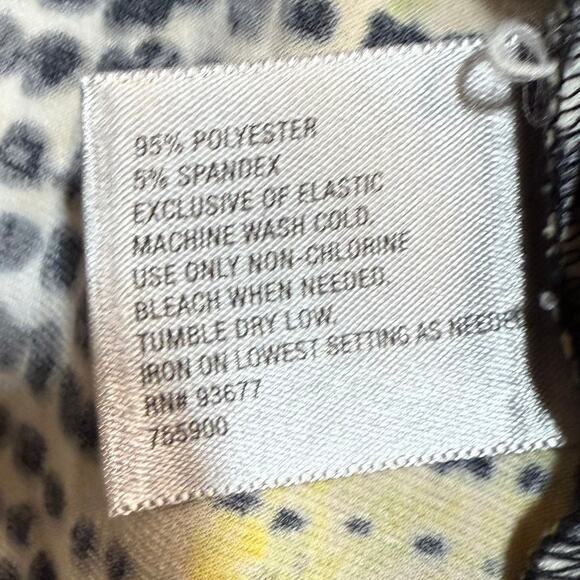 95% POLYESTER
5% SPANDEX
EXCLUSIVE OF ELASTIC
MACHINE WASH COLD.
USE ONLY NON-CHLORINE
BLEACH WHEN NEEDED.
TUMBLE DRY LOW.
IRON ON LOWEST SETTING AS NEEDED
RN# 93677
765900